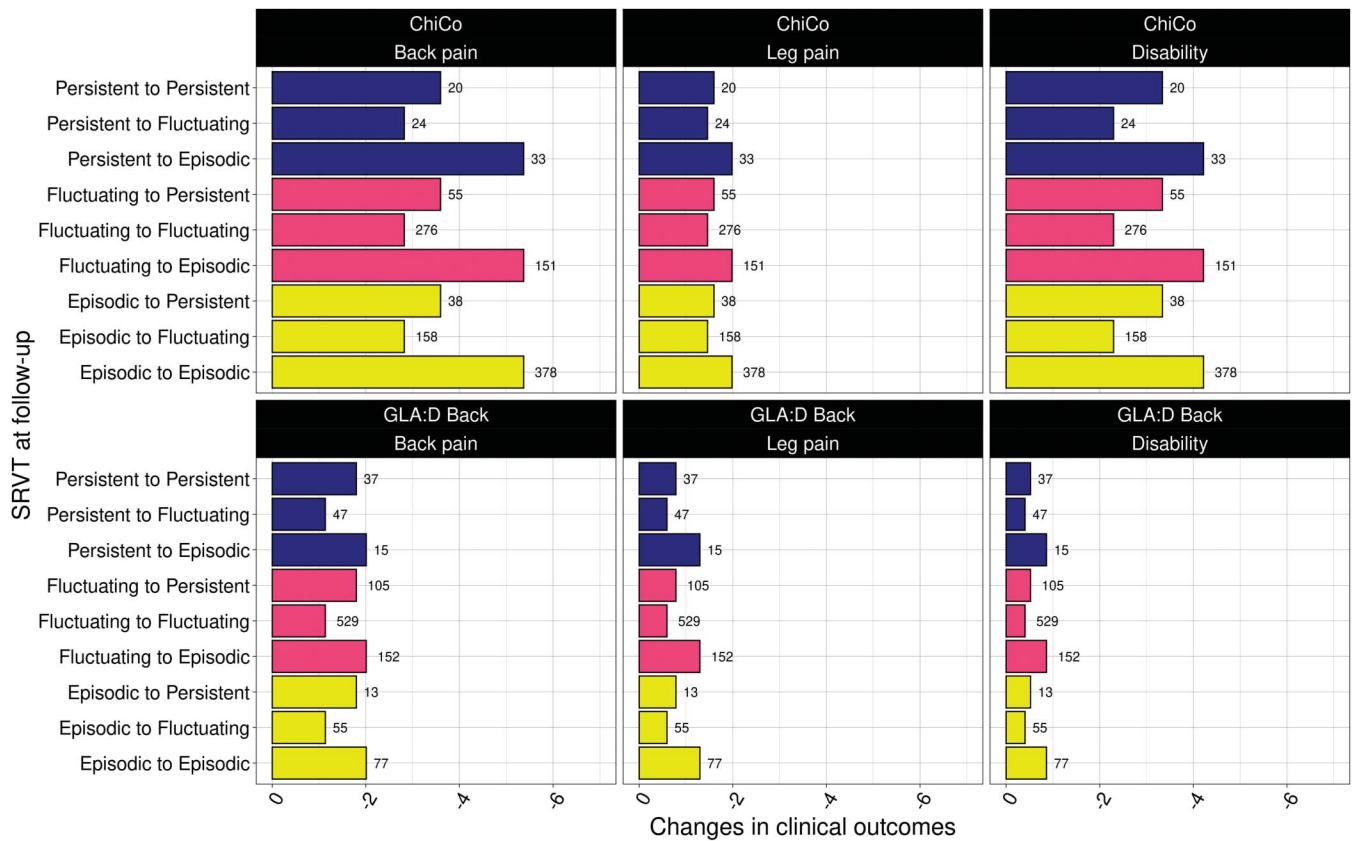 ChiCo
Back pain
ChiCo
Leg pain
ChiCo
Disability
SRVT at follow-up
Persistent to Persistent 20 20 20
Persistent to Fluctuating 24 24 24
Persistent to Episodic 33 33 33
Fluctuating to Persistent 55 55 55
Fluctuating to Fluctuating 276 276 276
Fluctuating to Episodic 151 151 151
Episodic to Persistent 38 38 38
Episodic to Fluctuating 158 158 158
Episodic to Episodic 378 378 378
GLA:D Back
Back pain
GLA:D Back
Leg pain
GLA:D Back
Disability
Persistent to Persistent 37 37 37
Persistent to Fluctuating 47 47 47
Persistent to Episodic 15 15 15
Fluctuating to Persistent 105 105 105
Fluctuating to Fluctuating 529 529 529
Fluctuating to Episodic 152 152 152
Episodic to Persistent 13 13 13
Episodic to Fluctuating 55 55 55
Episodic to Episodic 77 77 77
0 -2 -4 -6 0 -2 -4 -6 0 -2 -4 -6
Changes in clinical outcomes